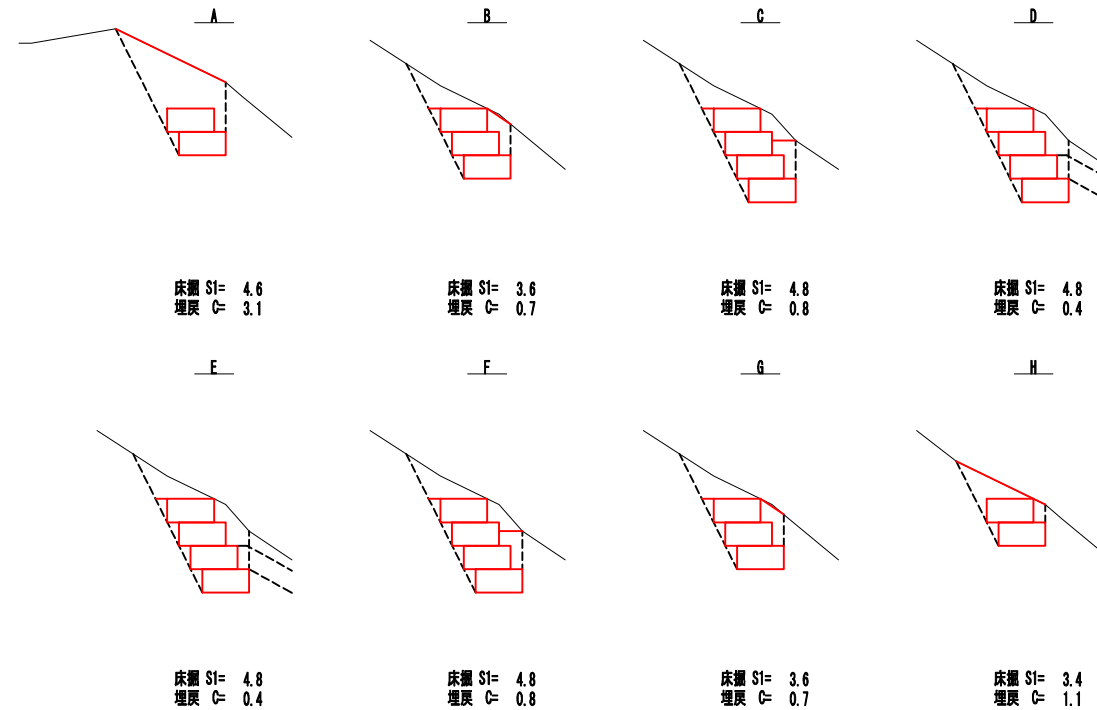 A
B
C
D
床掘 S1= 4.6
埋戻 C= 3.1
床掘 S1= 3.6
埋戻 C= 0.7
床掘 S1= 4.8
埋戻 C= 0.8
床掘 S1= 4.8
埋戻 C= 0.4
E
F
G
H
床掘 S1= 4.8
埋戻 C= 0.4
床掘 S1= 4.8
埋戻 C= 0.8
床掘 S1= 3.6
埋戻 C= 0.7
床掘 S1= 3.4
埋戻 C= 1.1